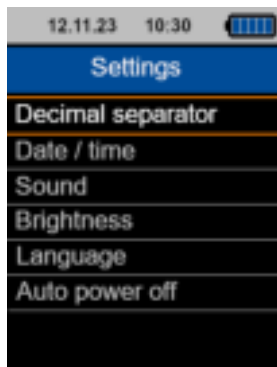 12.11.23 10:30
Settings
Decimal separator
Date / time
Sound
Brightness
Language
Auto power off